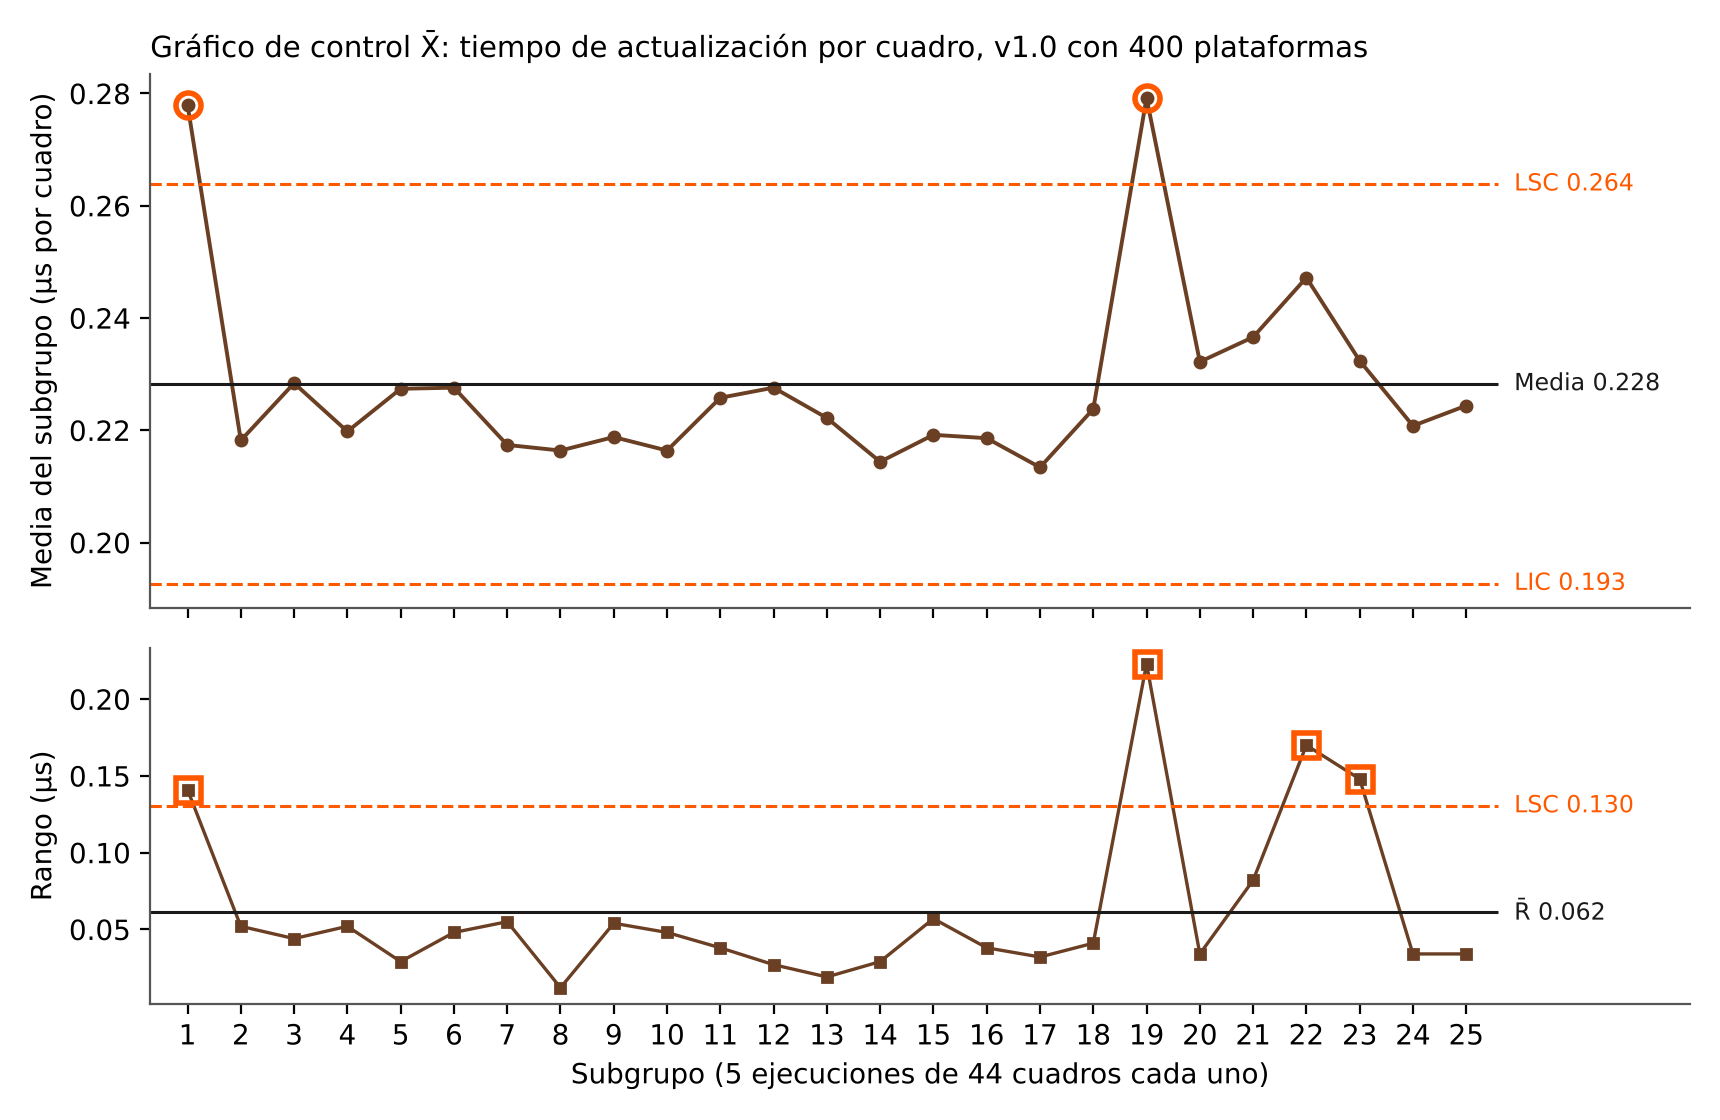 Gráfico de control X̄: tiempo de actualización por cuadro, v1.0 con 400 plataformas
Media del subgrupo (µs por cuadro)
0.28
0.26
0.24
0.22
0.20
LSC 0.264
Media 0.228
LIC 0.193
Rango (µs)
0.20
0.15
0.10
0.05
LSC 0.130
R̄ 0.062
1 2 3 4 5 6 7 8 9 10 11 12 13 14 15 16 17 18 19 20 21 22 23 24 25
Subgrupo (5 ejecuciones de 44 cuadros cada uno)